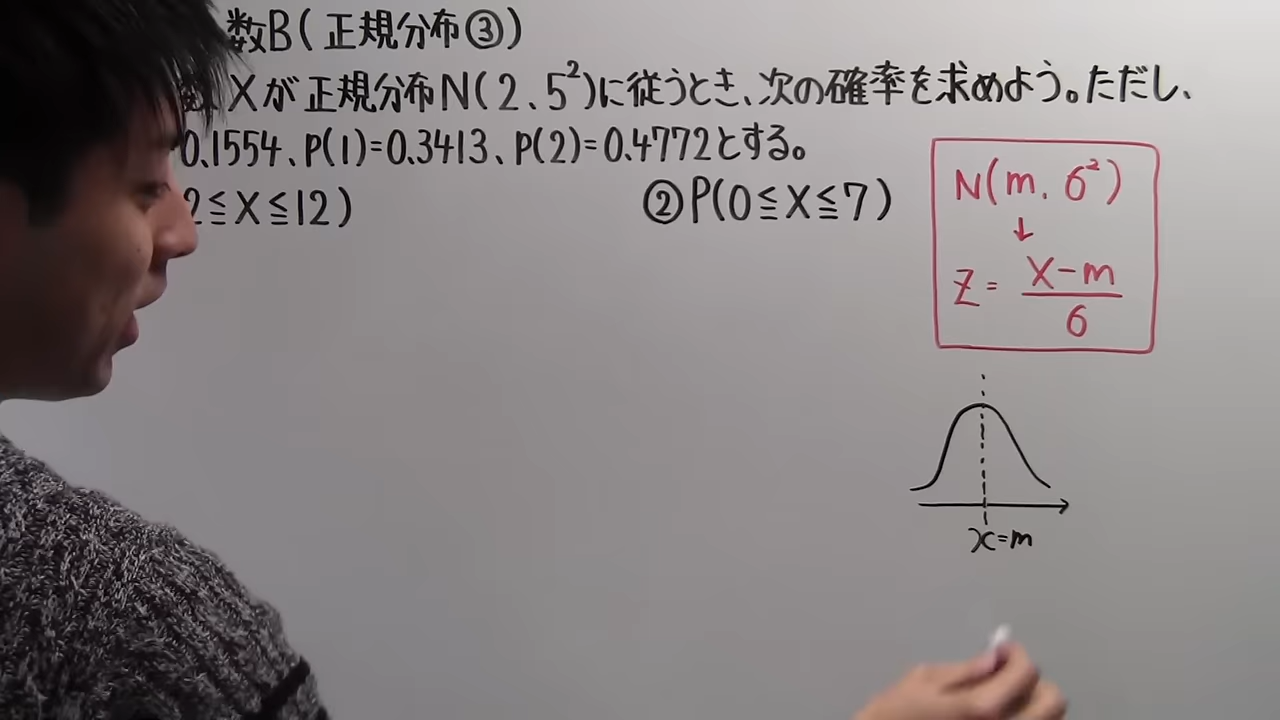 数B(正規分布③)
Xが正規分布N(2、5²)に従うとき、次の確率を求めよう。ただし、
0.1554、P(1)=0.3413、P(2)=0.4772とする。
2≦X≦12)
②P(0≦X≦7)
N(m, σ²)
↓
Z = X-m
σ
x=m